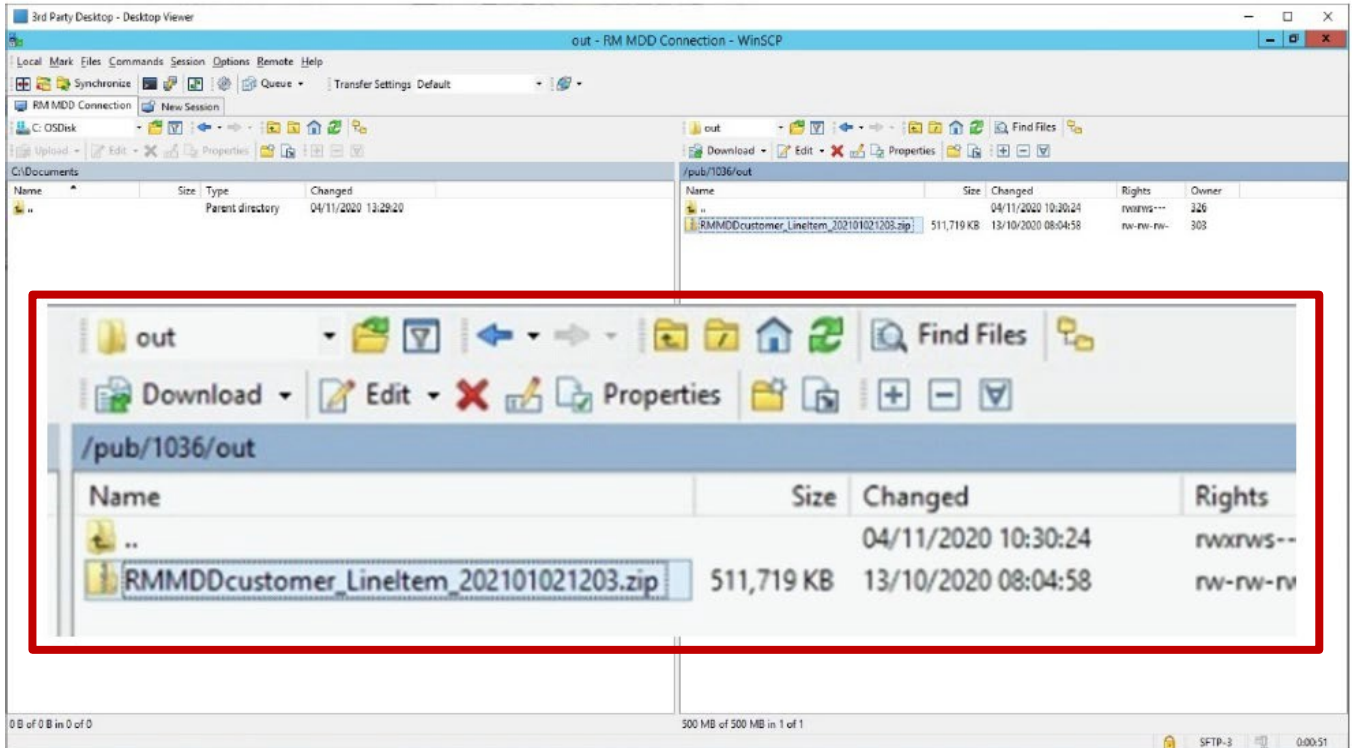 3rd Party Desktop - Desktop Viewer
out - RM MDD Connection - WinSCP
Local Mark Files Commands Session Options Remote Help
Synchronize Queue Transfer Settings Default
RM MDD Connection New Session
C: OSDisk
Upload Edit Properties
C:\Documents
Name Size Type Changed
.. Parent directory 04/11/2020 13:29:20
out Find Files
Download Edit Properties
/pub/1036/out
Name Size Changed Rights Owner
.. 04/11/2020 10:30:24 rwxrws--- 326
RMMDDcustomer_LineItem_202101021203.zip 511,719 KB 13/10/2020 08:04:58 rw-rw-rw- 303
out Find Files
Download Edit Properties
/pub/1036/out
Name Size Changed Rights
.. 04/11/2020 10:30:24 rwxrws--
RMMDDcustomer_LineItem_202101021203.zip 511,719 KB 13/10/2020 08:04:58 rw-rw-rw
0 B of 0 B in 0 of 0
500 MB of 500 MB in 1 of 1
SFTP-3 0:00:51